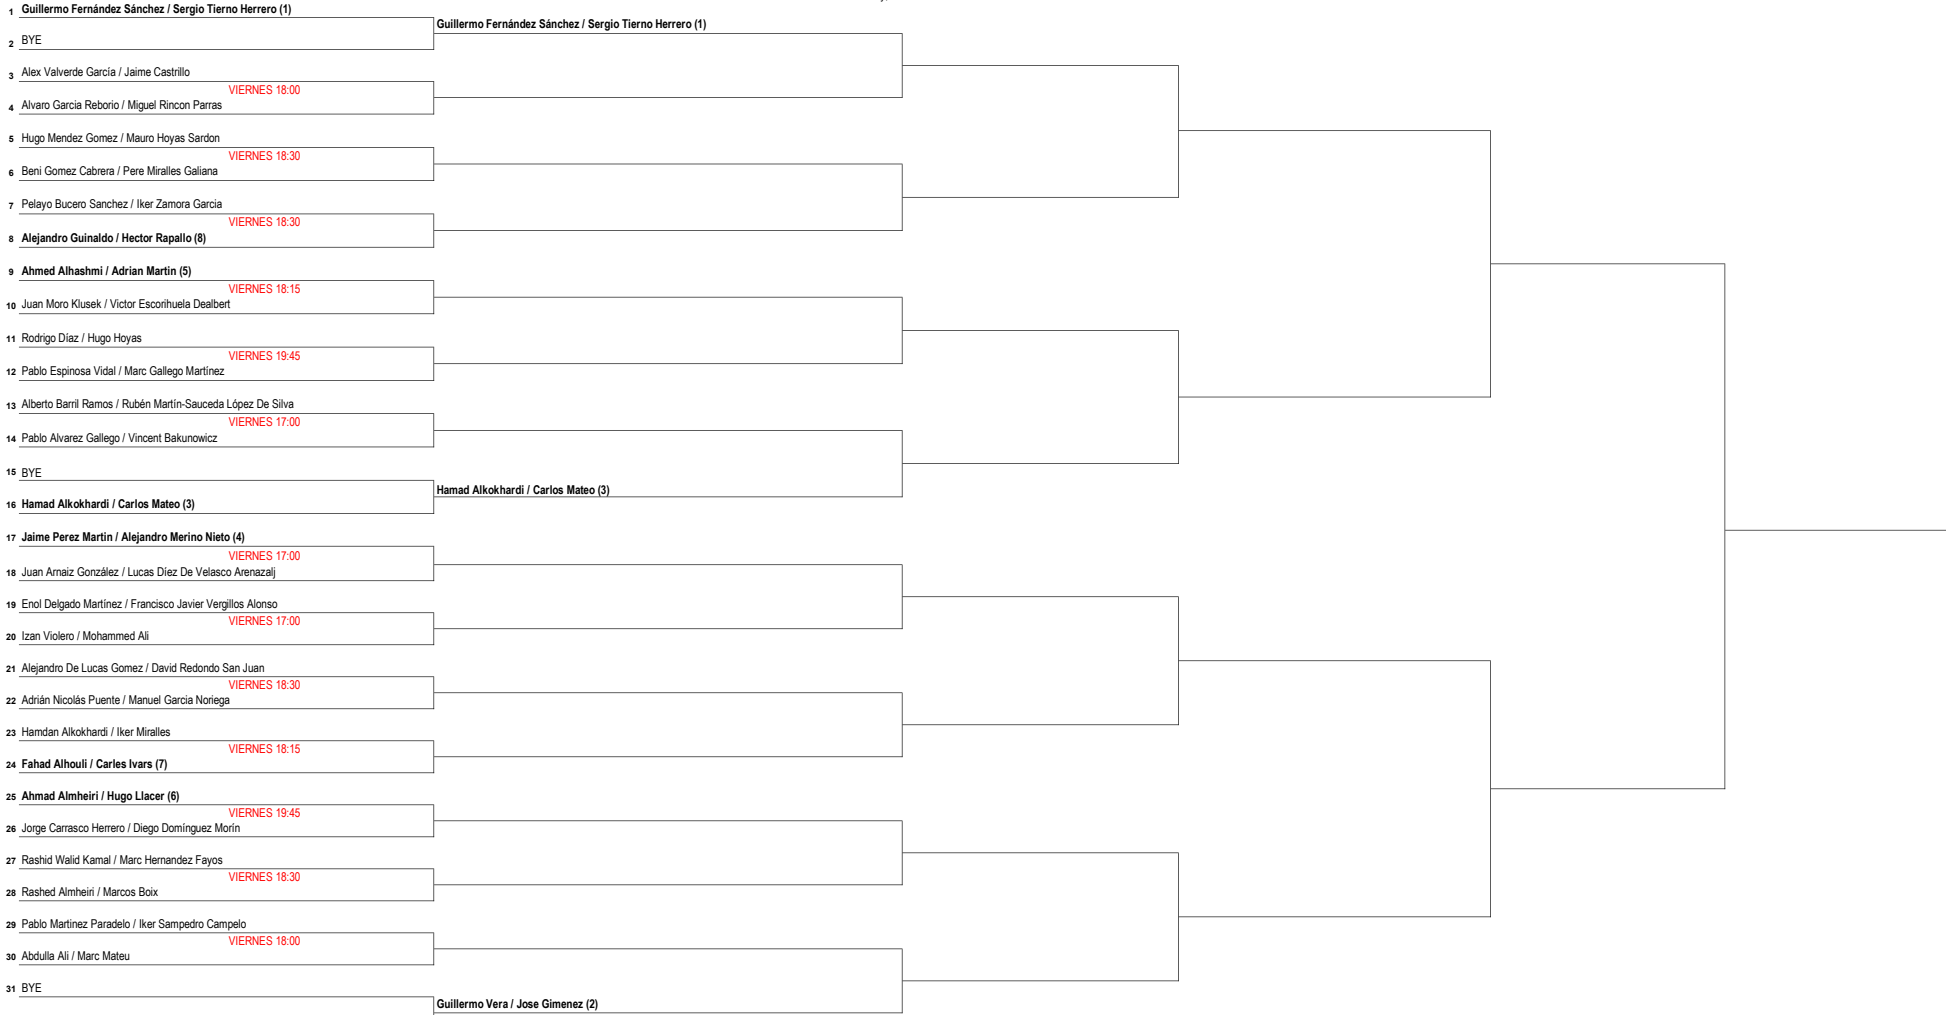 1 Guillermo Fernández Sánchez / Sergio Tierno Herrero (1)
Guillermo Fernández Sánchez / Sergio Tierno Herrero (1)
2 BYE
3 Alex Valverde García / Jaime Castrillo
VIERNES 18:00
4 Alvaro Garcia Reborio / Miguel Rincon Parras
5 Hugo Mendez Gomez / Mauro Hoyas Sardon
VIERNES 18:30
6 Beni Gomez Cabrera / Pere Miralles Galiana
7 Pelayo Bucero Sanchez / Iker Zamora Garcia
VIERNES 18:30
8 Alejandro Guinaldo / Hector Rapallo (8)
9 Ahmed Alhashmi / Adrian Martin (5)
VIERNES 18:15
10 Juan Moro Klusek / Victor Escorihuela Dealbert
11 Rodrigo Díaz / Hugo Hoyas
VIERNES 19:45
12 Pablo Espinosa Vidal / Marc Gallego Martínez
13 Alberto Barril Ramos / Rubén Martín-Sauceda López De Silva
VIERNES 17:00
14 Pablo Alvarez Gallego / Vincent Bakunowicz
15 BYE
Hamad Alkokhardi / Carlos Mateo (3)
16 Hamad Alkokhardi / Carlos Mateo (3)
17 Jaime Perez Martin / Alejandro Merino Nieto (4)
VIERNES 17:00
18 Juan Arnaiz González / Lucas Díez De Velasco Arenazalj
19 Enol Delgado Martínez / Francisco Javier Vergillos Alonso
VIERNES 17:00
20 Izan Violero / Mohammed Ali
21 Alejandro De Lucas Gomez / David Redondo San Juan
VIERNES 18:30
22 Adrián Nicolás Puente / Manuel Garcia Noriega
23 Hamdan Alkokhardi / Iker Miralles
VIERNES 18:15
24 Fahad Alhouli / Carles Ivars (7)
25 Ahmad Almheiri / Hugo Llacer (6)
VIERNES 19:45
26 Jorge Carrasco Herrero / Diego Domínguez Morín
27 Rashid Walid Kamal / Marc Hernandez Fayos
VIERNES 18:30
28 Rashed Almheiri / Marcos Boix
29 Pablo Martinez Paradelo / Iker Sampedro Campelo
VIERNES 18:00
30 Abdulla Ali / Marc Mateu
31 BYE
Guillermo Vera / Jose Gimenez (2)